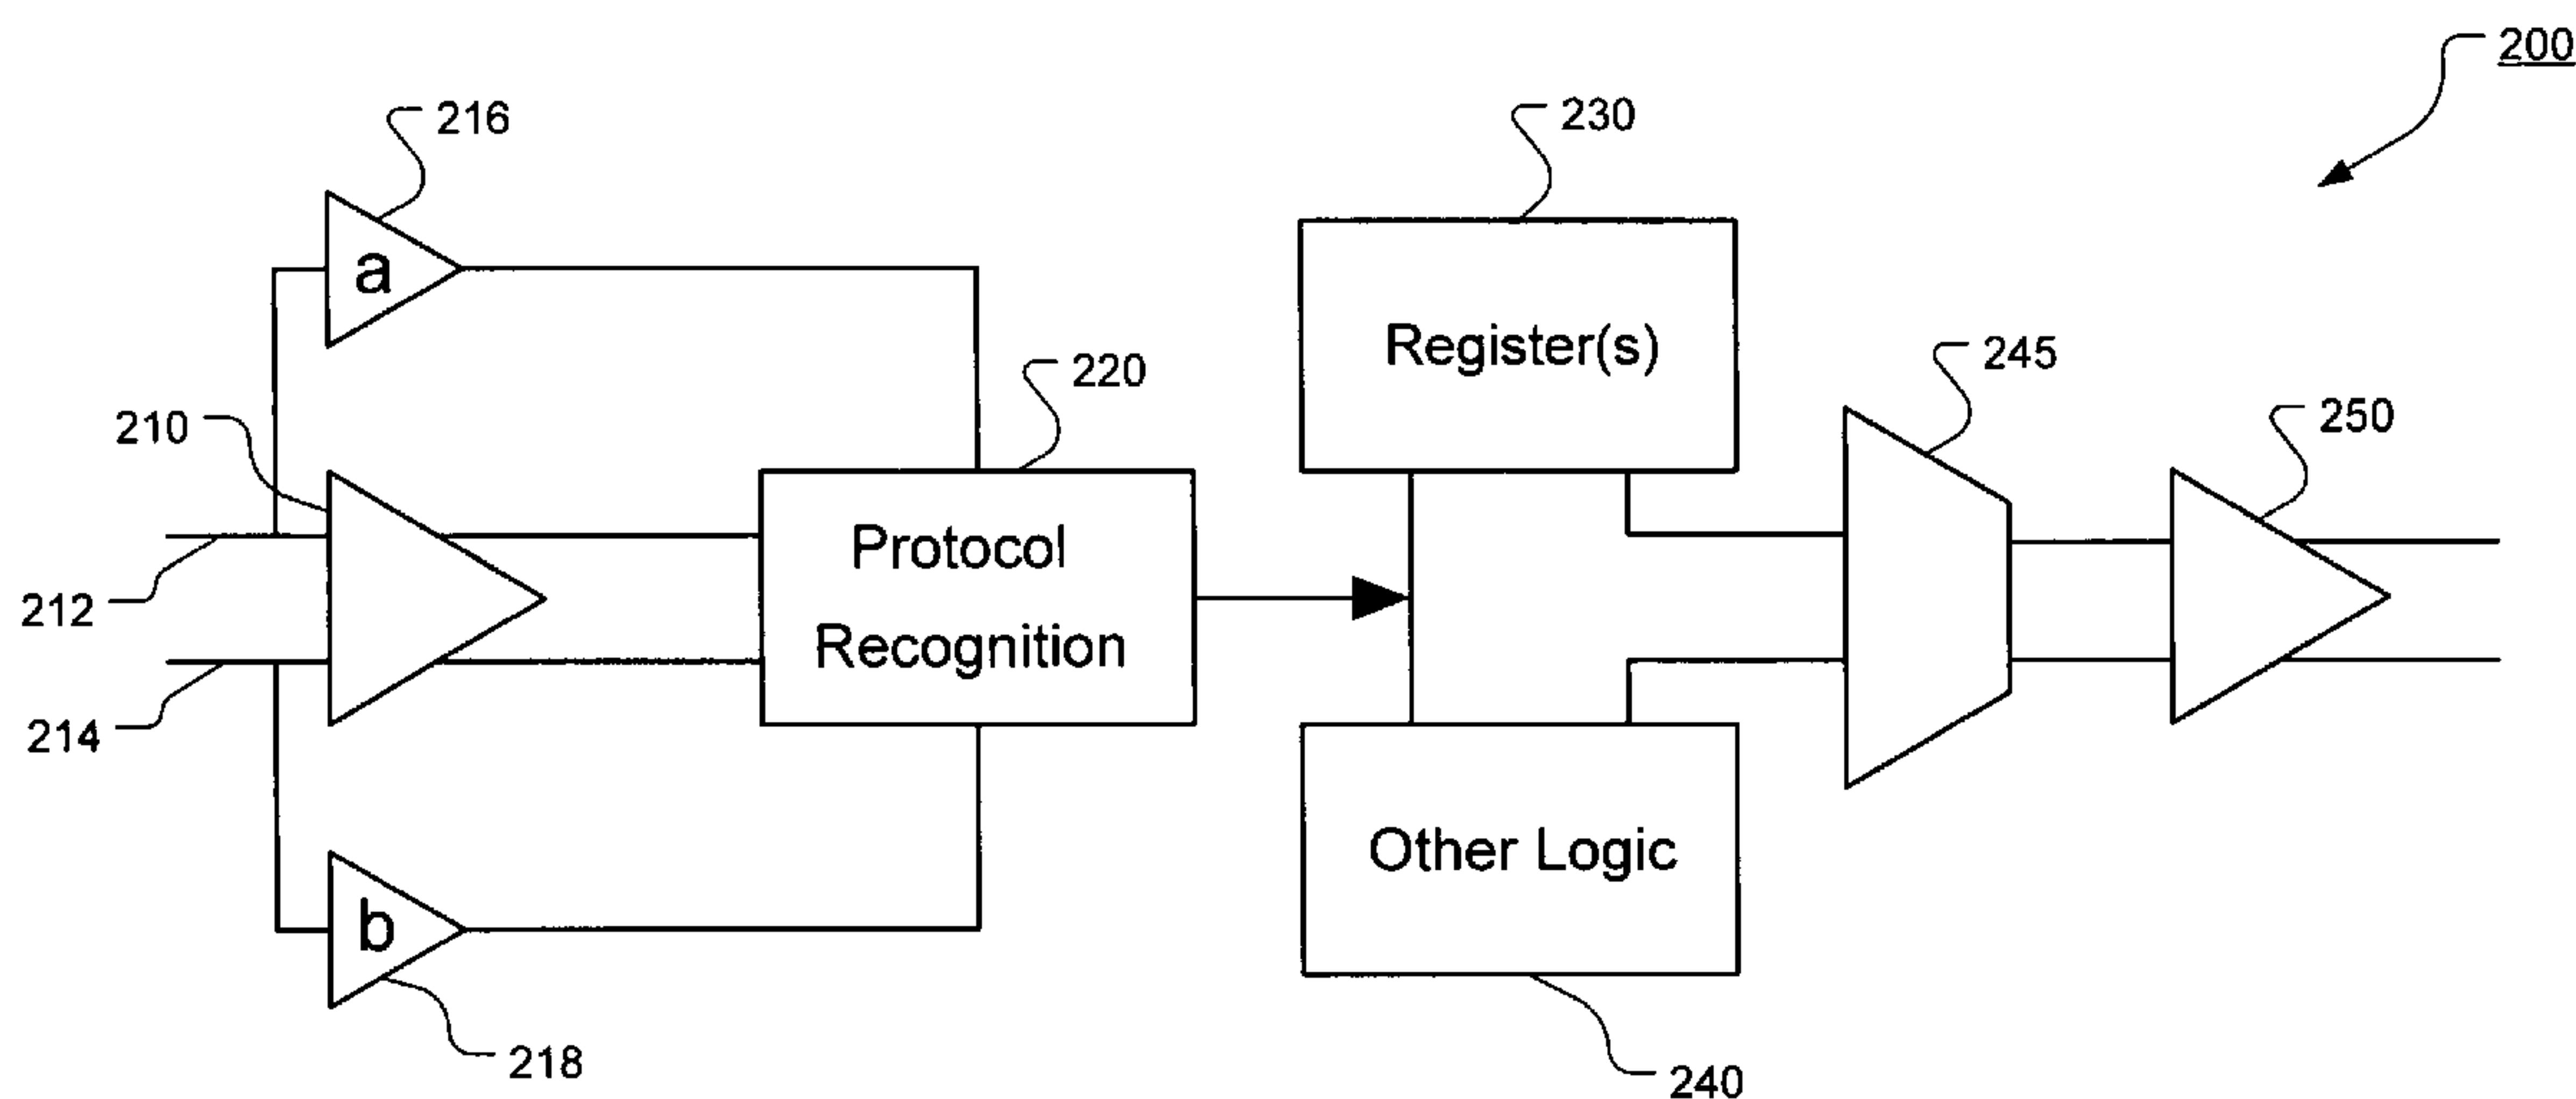 200
216
230
a
Register(s)
245
220
250
210
Protocol
Recognition
212
214
Other Logic
b
218
240